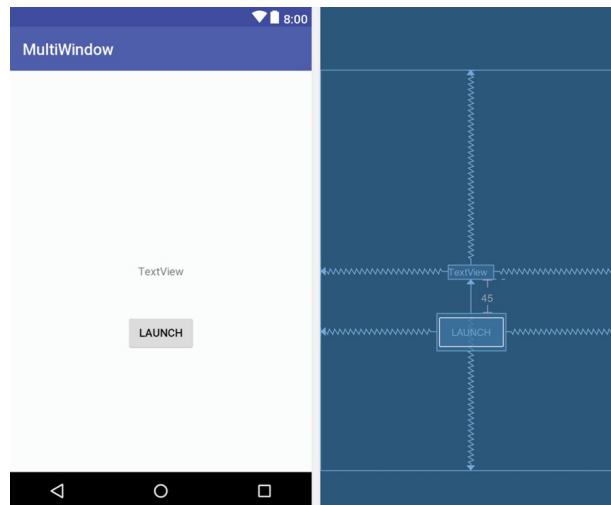 8:00
MultiWindow
TextView
LAUNCH
TextView
45
LAUNCH